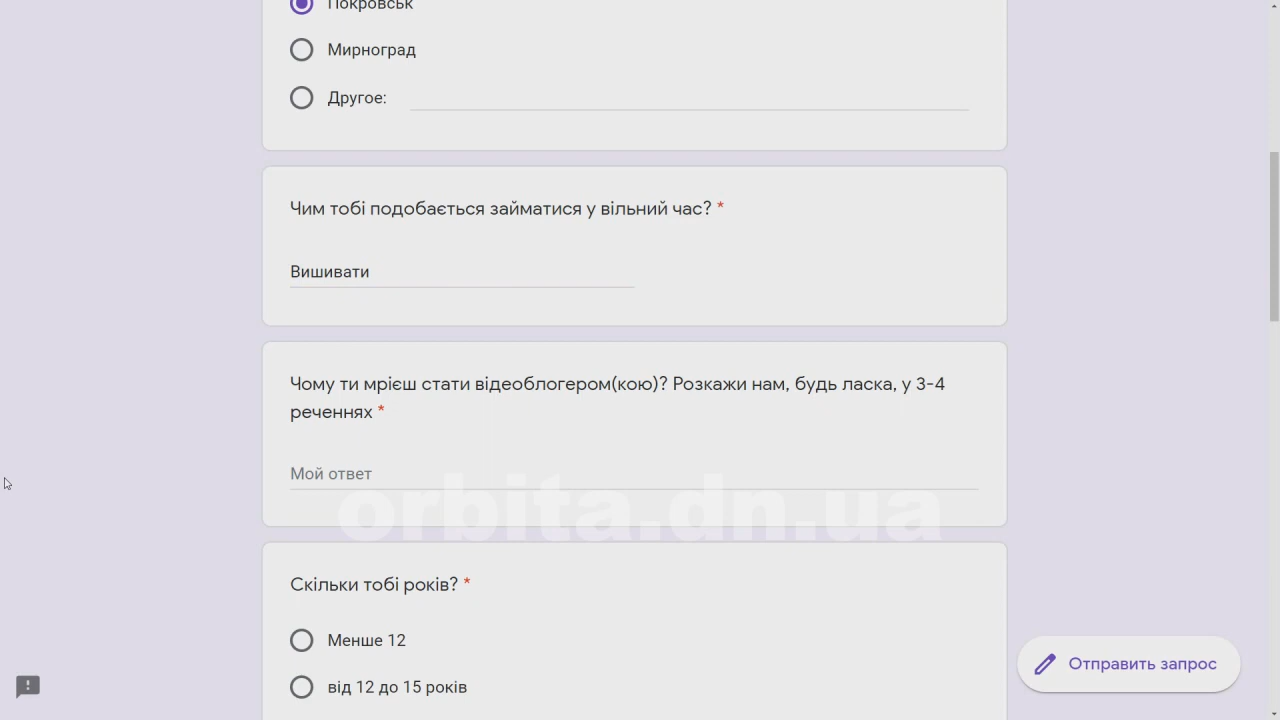 Покровськ
Мирноград
Другое:
Чим тобі подобається займатися у вільний час? *
Вишивати
Чому ти мрієш стати відеоблогером(кою)? Розкажи нам, будь ласка, у 3-4
реченнях *
Мой ответ
orbita.dn.ua
Скільки тобі років? *
Менше 12
від 12 до 15 років
Отправить запрос